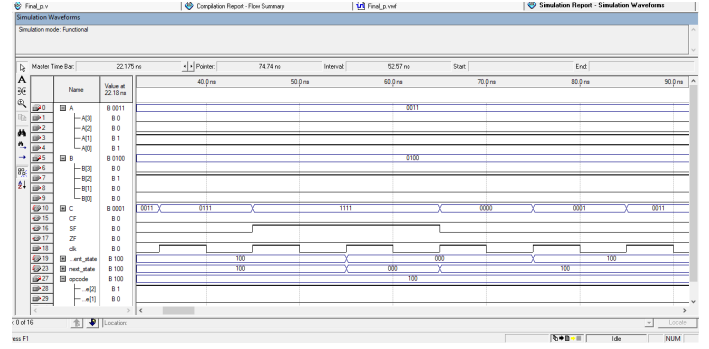 Final_p.v Compilation Report - Flow Summary Final_p.vwf Simulation Report - Simulation Waveforms
Simulation Waveforms
Simulation mode: Functional
Master Time Bar: 22.175 ns Pointer: 74.74 ns Interval: 52.57 ns Start: End:
Name Value at 22.18 ns 40.0 ns 50.0 ns 60.0 ns 70.0 ns 80.0 ns 90.0 ns
0 A B 0011 0011
1 A[3] B 0
2 A[2] B 0
3 A[1] B 1
4 A[0] B 1
5 B B 0100 0100
6 B[3] B 0
7 B[2] B 1
8 B[1] B 0
9 B[0] B 0
10 C B 0001 0011 0111 1111 0000 0001 0011
15 CF B 0
16 SF B 0
17 ZF B 0
18 clk B 0
19 ..ent_state B 100 100 000 100
23 next_state B 100 100 000 100
27 opcode B 100 100
28 ..e[2] B 1
29 ..e[1] B 0
0 of 16 Location: Locate
ress F1 Idle NUM